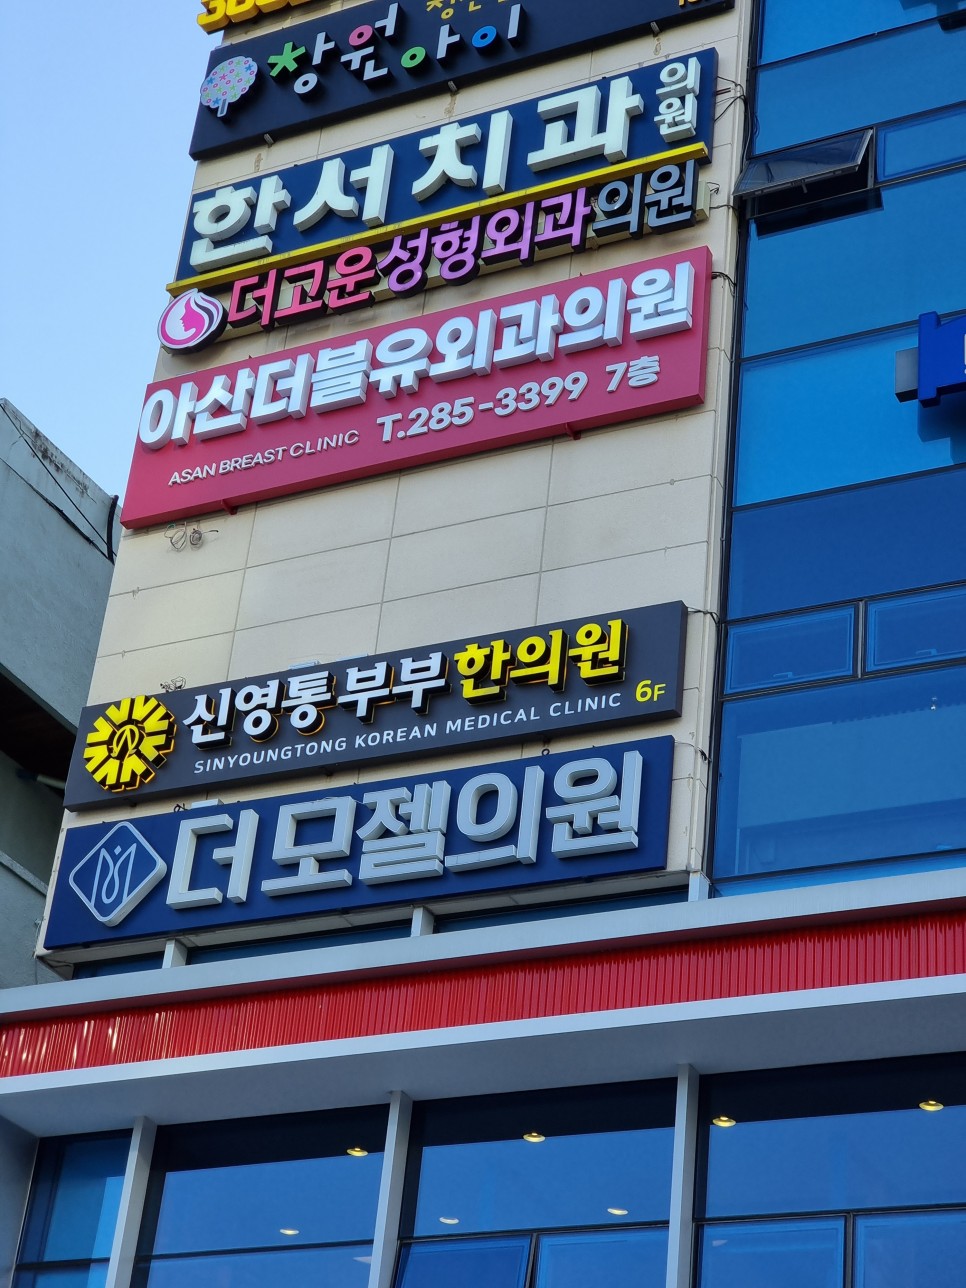 창원아이
한서치과의원
더고운성형외과의원
아산더블유외과의원
ASAN BREAST CLINIC T.285-3399 7층
신영통부부한의원
SINYOUNGTONG KOREAN MEDICAL CLINIC 6F
더모젤의원